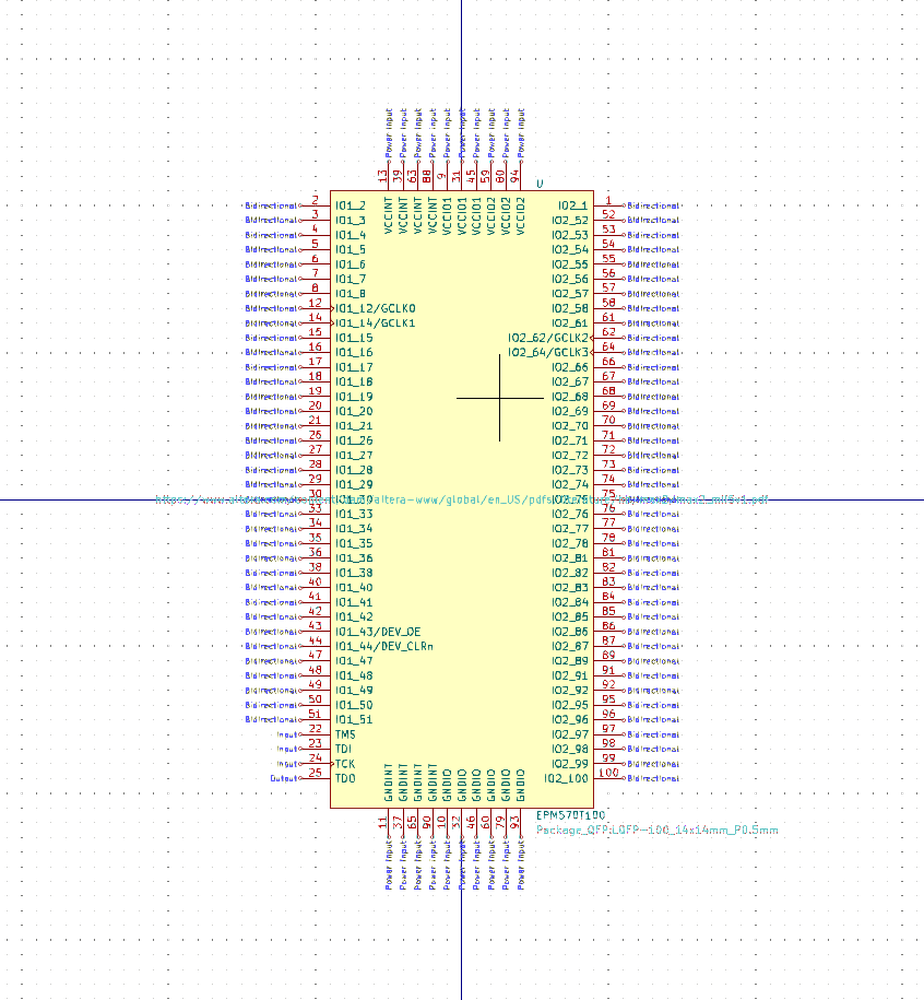 Power Input Power Input Power Input Power Input Power Input Power Input Power Input Power Input Power Input Power Input
13 39 63 88 9 31 45 59 80 94
U
VCCINT VCCINT VCCINT VCCINT VCCIO1 VCCIO1 VCCIO1 VCCIO2 VCCIO2 VCCIO2
Bidirectional 2 IO1_2 IO2_1 1 Bidirectional
Bidirectional 3 IO1_3 IO2_52 52 Bidirectional
Bidirectional 4 IO1_4 IO2_53 53 Bidirectional
Bidirectional 5 IO1_5 IO2_54 54 Bidirectional
Bidirectional 6 IO1_6 IO2_55 55 Bidirectional
Bidirectional 7 IO1_7 IO2_56 56 Bidirectional
Bidirectional 8 IO1_8 IO2_57 57 Bidirectional
Bidirectional 12 IO1_12/GCLK0 IO2_58 58 Bidirectional
Bidirectional 14 IO1_14/GCLK1 IO2_61 61 Bidirectional
Bidirectional 15 IO1_15 IO2_62/GCLK2 62 Bidirectional
Bidirectional 16 IO1_16 IO2_64/GCLK3 64 Bidirectional
Bidirectional 17 IO1_17 IO2_66 66 Bidirectional
Bidirectional 18 IO1_18 IO2_67 67 Bidirectional
Bidirectional 19 IO1_19 IO2_68 68 Bidirectional
Bidirectional 20 IO1_20 IO2_69 69 Bidirectional
Bidirectional 21 IO1_21 IO2_70 70 Bidirectional
Bidirectional 26 IO1_26 IO2_71 71 Bidirectional
Bidirectional 27 IO1_27 IO2_72 72 Bidirectional
Bidirectional 28 IO1_28 IO2_73 73 Bidirectional
Bidirectional 29 IO1_29 IO2_74 74 Bidirectional
30 75
Bidirectional 33 IO1_33 IO2_76 76 Bidirectional
Bidirectional 34 IO1_34 IO2_77 77 Bidirectional
Bidirectional 35 IO1_35 IO2_78 78 Bidirectional
Bidirectional 36 IO1_36 IO2_81 81 Bidirectional
Bidirectional 38 IO1_38 IO2_82 82 Bidirectional
Bidirectional 40 IO1_40 IO2_83 83 Bidirectional
Bidirectional 41 IO1_41 IO2_84 84 Bidirectional
Bidirectional 42 IO1_42 IO2_85 85 Bidirectional
Bidirectional 43 IO1_43/DEV_OE IO2_86 86 Bidirectional
Bidirectional 44 IO1_44/DEV_CLRn IO2_87 87 Bidirectional
Bidirectional 47 IO1_47 IO2_89 89 Bidirectional
Bidirectional 48 IO1_48 IO2_91 91 Bidirectional
Bidirectional 49 IO1_49 IO2_92 92 Bidirectional
Bidirectional 50 IO1_50 IO2_95 95 Bidirectional
Bidirectional 51 IO1_51 IO2_96 96 Bidirectional
Input 22 TMS IO2_97 97 Bidirectional
Input 23 TDI IO2_98 98 Bidirectional
Input 24 TCK IO2_99 99 Bidirectional
Output 25 TDO IO2_100 100 Bidirectional
GNDINT GNDINT GNDINT GNDINT GNDIO GNDIO GNDIO GNDIO GNDIO GNDIO
11 37 65 90 10 32 46 60 79 93
EPM570T100
Package_QFP:LQFP-100_14x14mm_P0.5mm
Power Input Power Input Power Input Power Input Power Input Power Input Power Input Power Input Power Input Power Input